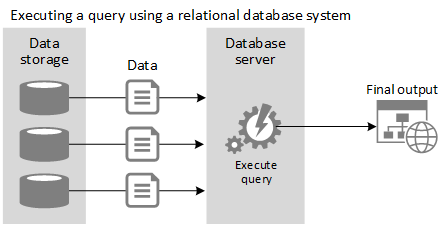 Executing a query using a relational database system
Data
storage
Data
Database
server
Final output
Execute
query